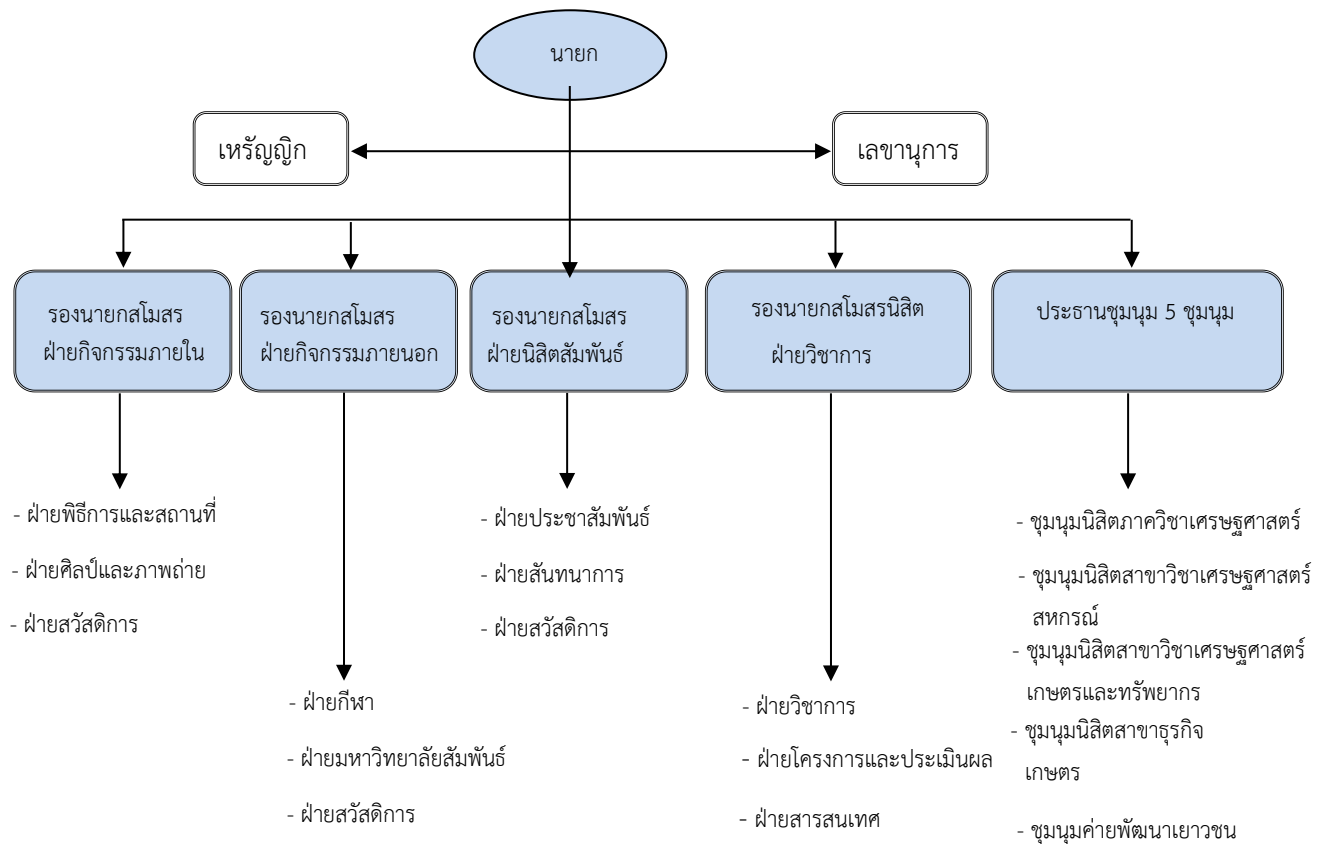 นายก
เหรัญญิก
เลขานุการ
รองนายกสโมสร
ฝ่ายกิจกรรมภายใน
รองนายกสโมสร
ฝ่ายกิจกรรมภายนอก
รองนายกสโมสร
ฝ่ายนิสิตสัมพันธ์
รองนายกสโมสรนิสิต
ฝ่ายวิชาการ
ประธานชุมนุม 5 ชุมนุม
- ฝ่ายพิธีการและสถานที่
- ฝ่ายศิลป์และภาพถ่าย
- ฝ่ายสวัสดิการ
- ฝ่ายกีฬา
- ฝ่ายมหาวิทยาลัยสัมพันธ์
- ฝ่ายสวัสดิการ
- ฝ่ายประชาสัมพันธ์
- ฝ่ายสันทนาการ
- ฝ่ายสวัสดิการ
- ฝ่ายวิชาการ
- ฝ่ายโครงการและประเมินผล
- ฝ่ายสารสนเทศ
- ชุมนุมนิสิตภาควิชาเศรษฐศาสตร์
- ชุมนุมนิสิตสาขาวิชาเศรษฐศาสตร์
สหกรณ์
- ชุมนุมนิสิตสาขาวิชาเศรษฐศาสตร์
เกษตรและทรัพยากร
- ชุมนุมนิสิตสาขาธุรกิจ
เกษตร
- ชุมนุมค่ายพัฒนาเยาวชน